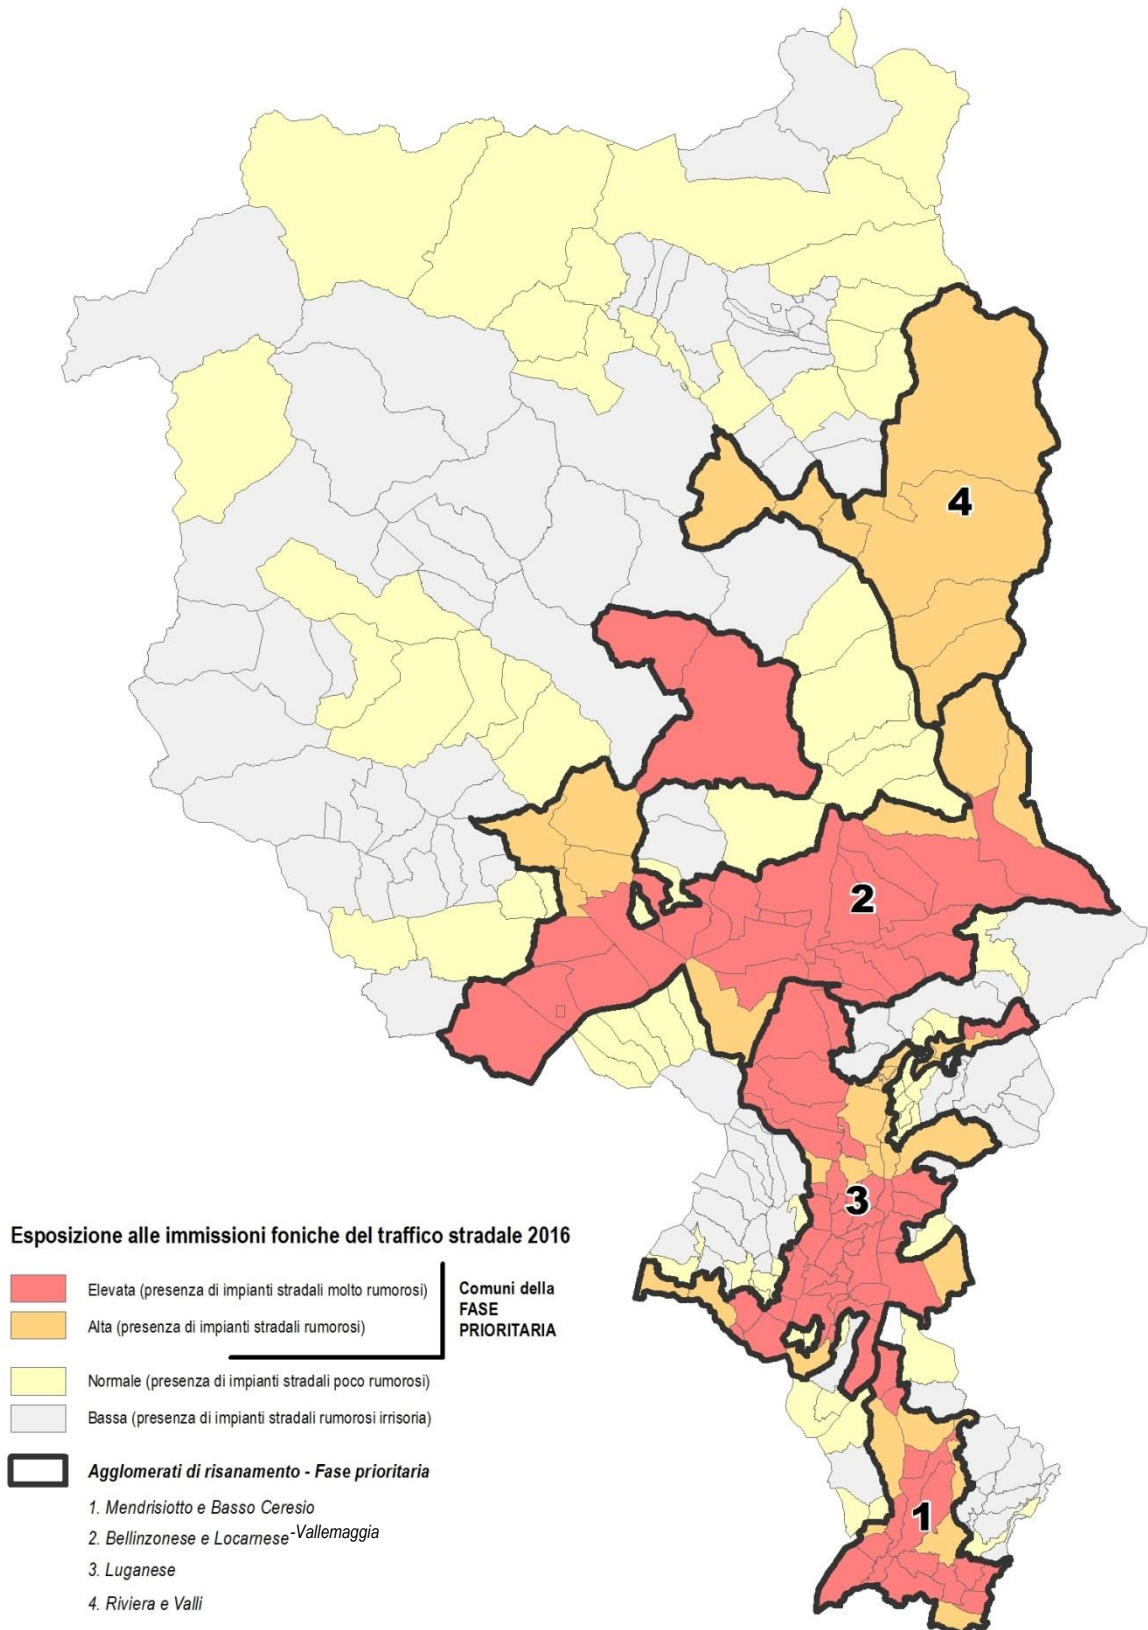 4
2
3
1
Esposizione alle immissioni foniche del traffico stradale 2016
Elevata (presenza di impianti stradali molto rumorosi)
Alta (presenza di impianti stradali rumorosi)
Comuni della
FASE
PRIORITARIA
Normale (presenza di impianti stradali poco rumorosi)
Bassa (presenza di impianti stradali rumorosi irrisoria)
Agglomerati di risanamento - Fase prioritaria
1. Mendrisiotto e Basso Ceresio
2. Bellinzonese e Locarnese-Vallemaggia
3. Luganese
4. Riviera e Valli